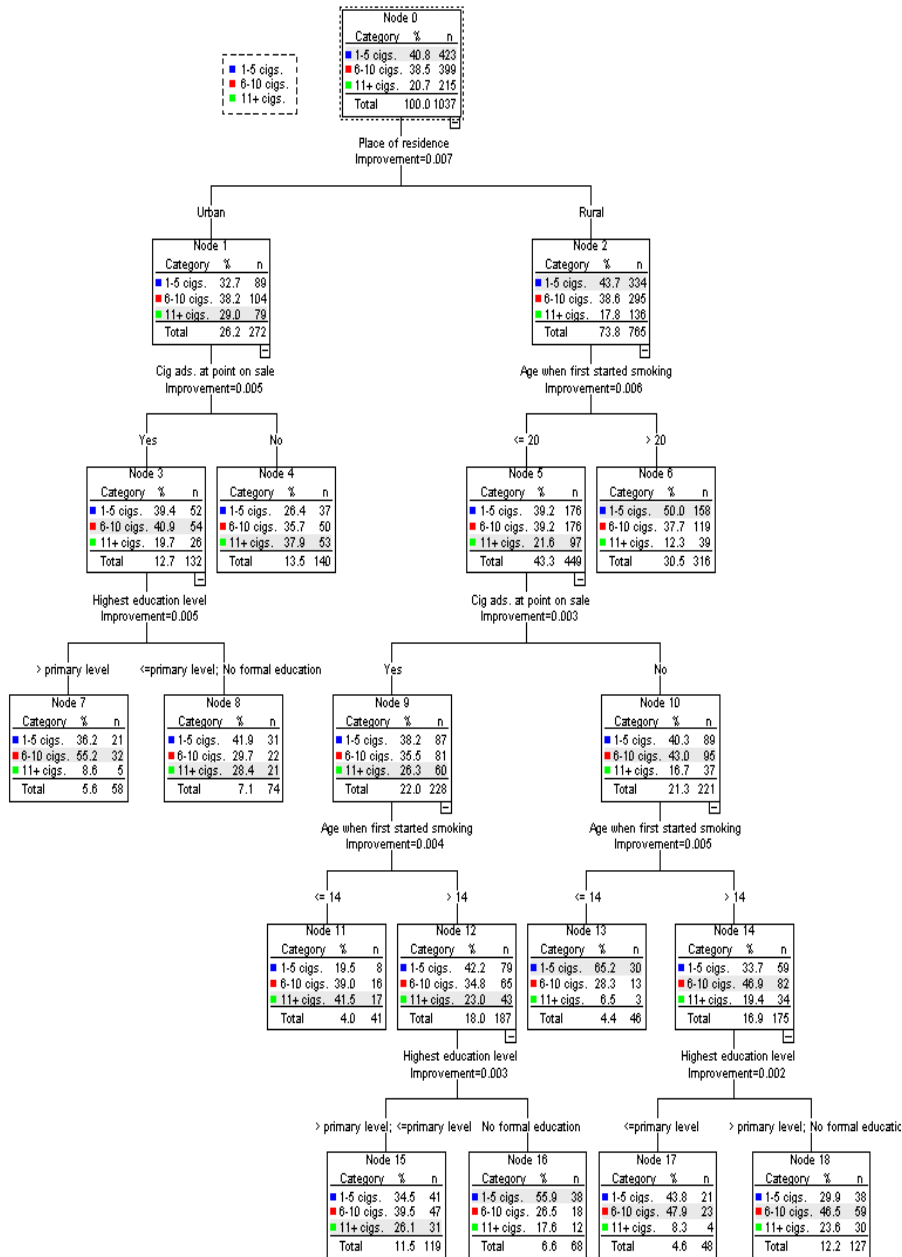 Node 0
Category % n
1-5 cigs. 40.8 423
6-10 cigs. 38.5 399
11+ cigs. 20.7 215
Total 100.0 1037
1-5 cigs.
6-10 cigs.
11+ cigs.
Place of residence
Improvement=0.007
Urban
Rural
Node 1
Category % n
1-5 cigs. 32.7 89
6-10 cigs. 38.2 104
11+ cigs. 29.0 79
Total 26.2 272
Node 2
Category % n
1-5 cigs. 43.7 334
6-10 cigs. 38.6 295
11+ cigs. 17.8 136
Total 73.8 765
Cig ads. at point on sale
Improvement=0.005
Age when first started smoking
Improvement=0.006
Yes
No
<= 20
> 20
Node 3
Category % n
1-5 cigs. 39.4 52
6-10 cigs. 40.9 54
11+ cigs. 19.7 26
Total 12.7 132
Node 4
Category % n
1-5 cigs. 26.4 37
6-10 cigs. 35.7 50
11+ cigs. 37.9 53
Total 13.5 140
Node 5
Category % n
1-5 cigs. 39.2 176
6-10 cigs. 39.2 176
11+ cigs. 21.6 97
Total 43.3 449
Node 6
Category % n
1-5 cigs. 50.0 158
6-10 cigs. 37.7 119
11+ cigs. 12.3 39
Total 30.5 316
Highest education level
Improvement=0.005
Cig ads. at point on sale
Improvement=0.003
> primary level
<=primary level; No formal education
Yes
No
Node 7
Category % n
1-5 cigs. 36.2 21
6-10 cigs. 55.2 32
11+ cigs. 8.6 5
Total 5.6 58
Node 8
Category % n
1-5 cigs. 41.9 31
6-10 cigs. 29.7 22
11+ cigs. 28.4 21
Total 7.1 74
Node 9
Category % n
1-5 cigs. 38.2 87
6-10 cigs. 35.5 81
11+ cigs. 26.3 60
Total 22.0 228
Node 10
Category % n
1-5 cigs. 40.3 89
6-10 cigs. 43.0 95
11+ cigs. 16.7 37
Total 21.3 221
Age when first started smoking
Improvement=0.004
Age when first started smoking
Improvement=0.005
<= 14
> 14
<= 14
> 14
Node 11
Category % n
1-5 cigs. 19.5 8
6-10 cigs. 39.0 16
11+ cigs. 41.5 17
Total 4.0 41
Node 12
Category % n
1-5 cigs. 42.2 79
6-10 cigs. 34.8 65
11+ cigs. 23.0 43
Total 18.0 187
Node 13
Category % n
1-5 cigs. 65.2 30
6-10 cigs. 28.3 13
11+ cigs. 6.5 3
Total 4.4 46
Node 14
Category % n
1-5 cigs. 33.7 59
6-10 cigs. 46.9 82
11+ cigs. 19.4 34
Total 16.9 175
Highest education level
Improvement=0.003
Highest education level
Improvement=0.002
> primary level; <=primary level
No formal education
<=primary level
> primary level; No formal educatio
Node 15
Category % n
1-5 cigs. 34.5 41
6-10 cigs. 39.5 47
11+ cigs. 26.1 31
Total 11.5 119
Node 16
Category % n
1-5 cigs. 55.9 38
6-10 cigs. 26.5 18
11+ cigs. 17.6 12
Total 6.6 68
Node 17
Category % n
1-5 cigs. 43.8 21
6-10 cigs. 47.9 23
11+ cigs. 8.3 4
Total 4.6 48
Node 18
Category % n
1-5 cigs. 29.9 38
6-10 cigs. 46.5 59
11+ cigs. 23.6 30
Total 12.2 127